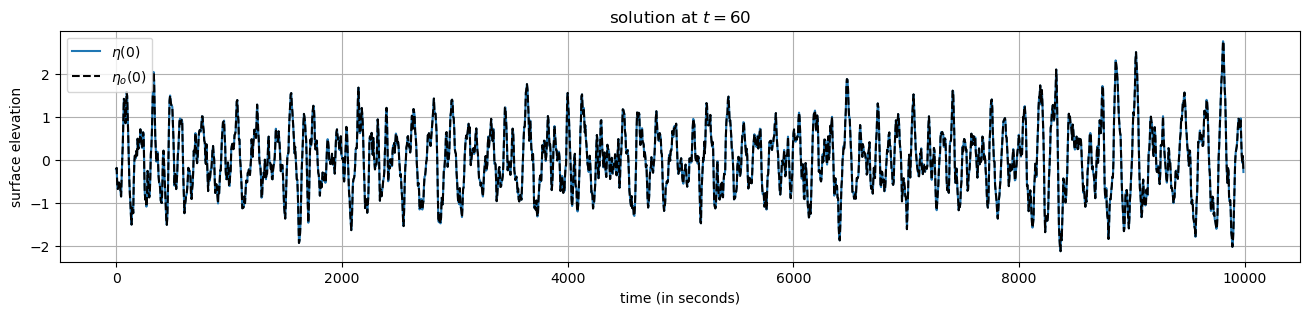 solution at t = 60
η(0)
ηₒ(0)
surface elevation
2
1
0
−1
−2
0
2000
4000
6000
8000
10000
time (in seconds)